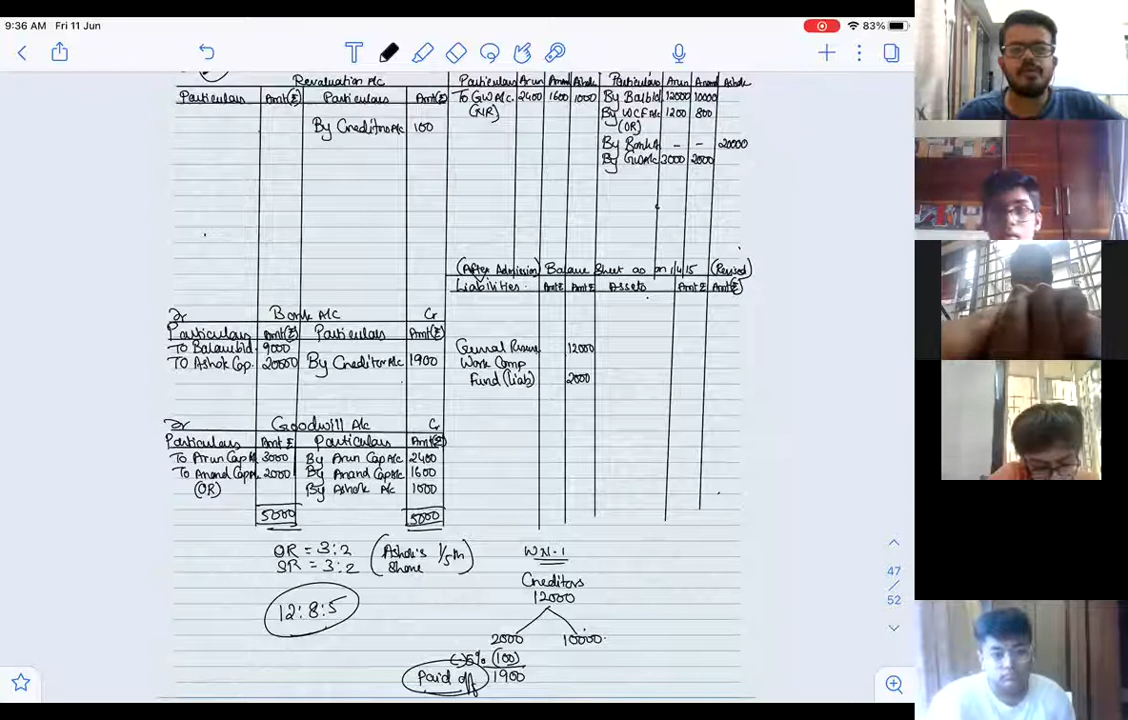 9:36 AM Fri 11 Jun
83%
Revaluation A/c
Particulars Amt(₹) Particulars Amt(₹)
By Creditors A/c 100
Particulars Arun Anand Ashok Particulars Arun Anand Ashok
To GW A/c. 2400 1600 1000 By Bal b/d 12000 10000
(NR) By WCF A/c 1200 800
(OR)
By Bank A/c - - 20000
By GW A/c 3000 2000
(After Admission) Balance Sheet as on 1/4/15 (Revised)
Liabilities. Amt ₹ Amt ₹ Assets Amt ₹ Amt(₹)
General Reserve 12000
Work Comp
Fund (Liab) 2000
Dr Bank A/c Cr
Particulars Amt(₹) Particulars Amt(₹)
To Balance b/d. 9000
TO Ashok Cap. 20000 By Creditor A/c 1900
Dr Goodwill A/c Cr
Particulars Amt ₹ Particulars Amt(₹)
To Arun Cap A/c 3000 By Arun Cap A/c 2400
To Anand Cap A/c 2000 By Anand Cap A/c 1600
(OR) By Ashok A/c 1000
5000 5000
OR = 3:2 (Ashok's Share 1/5th)
SR = 3:2
12:8:5
W.N.1
Creditors
12000
2000 10000.
(-) 5% (100)
Paid off 1900
47
/
52